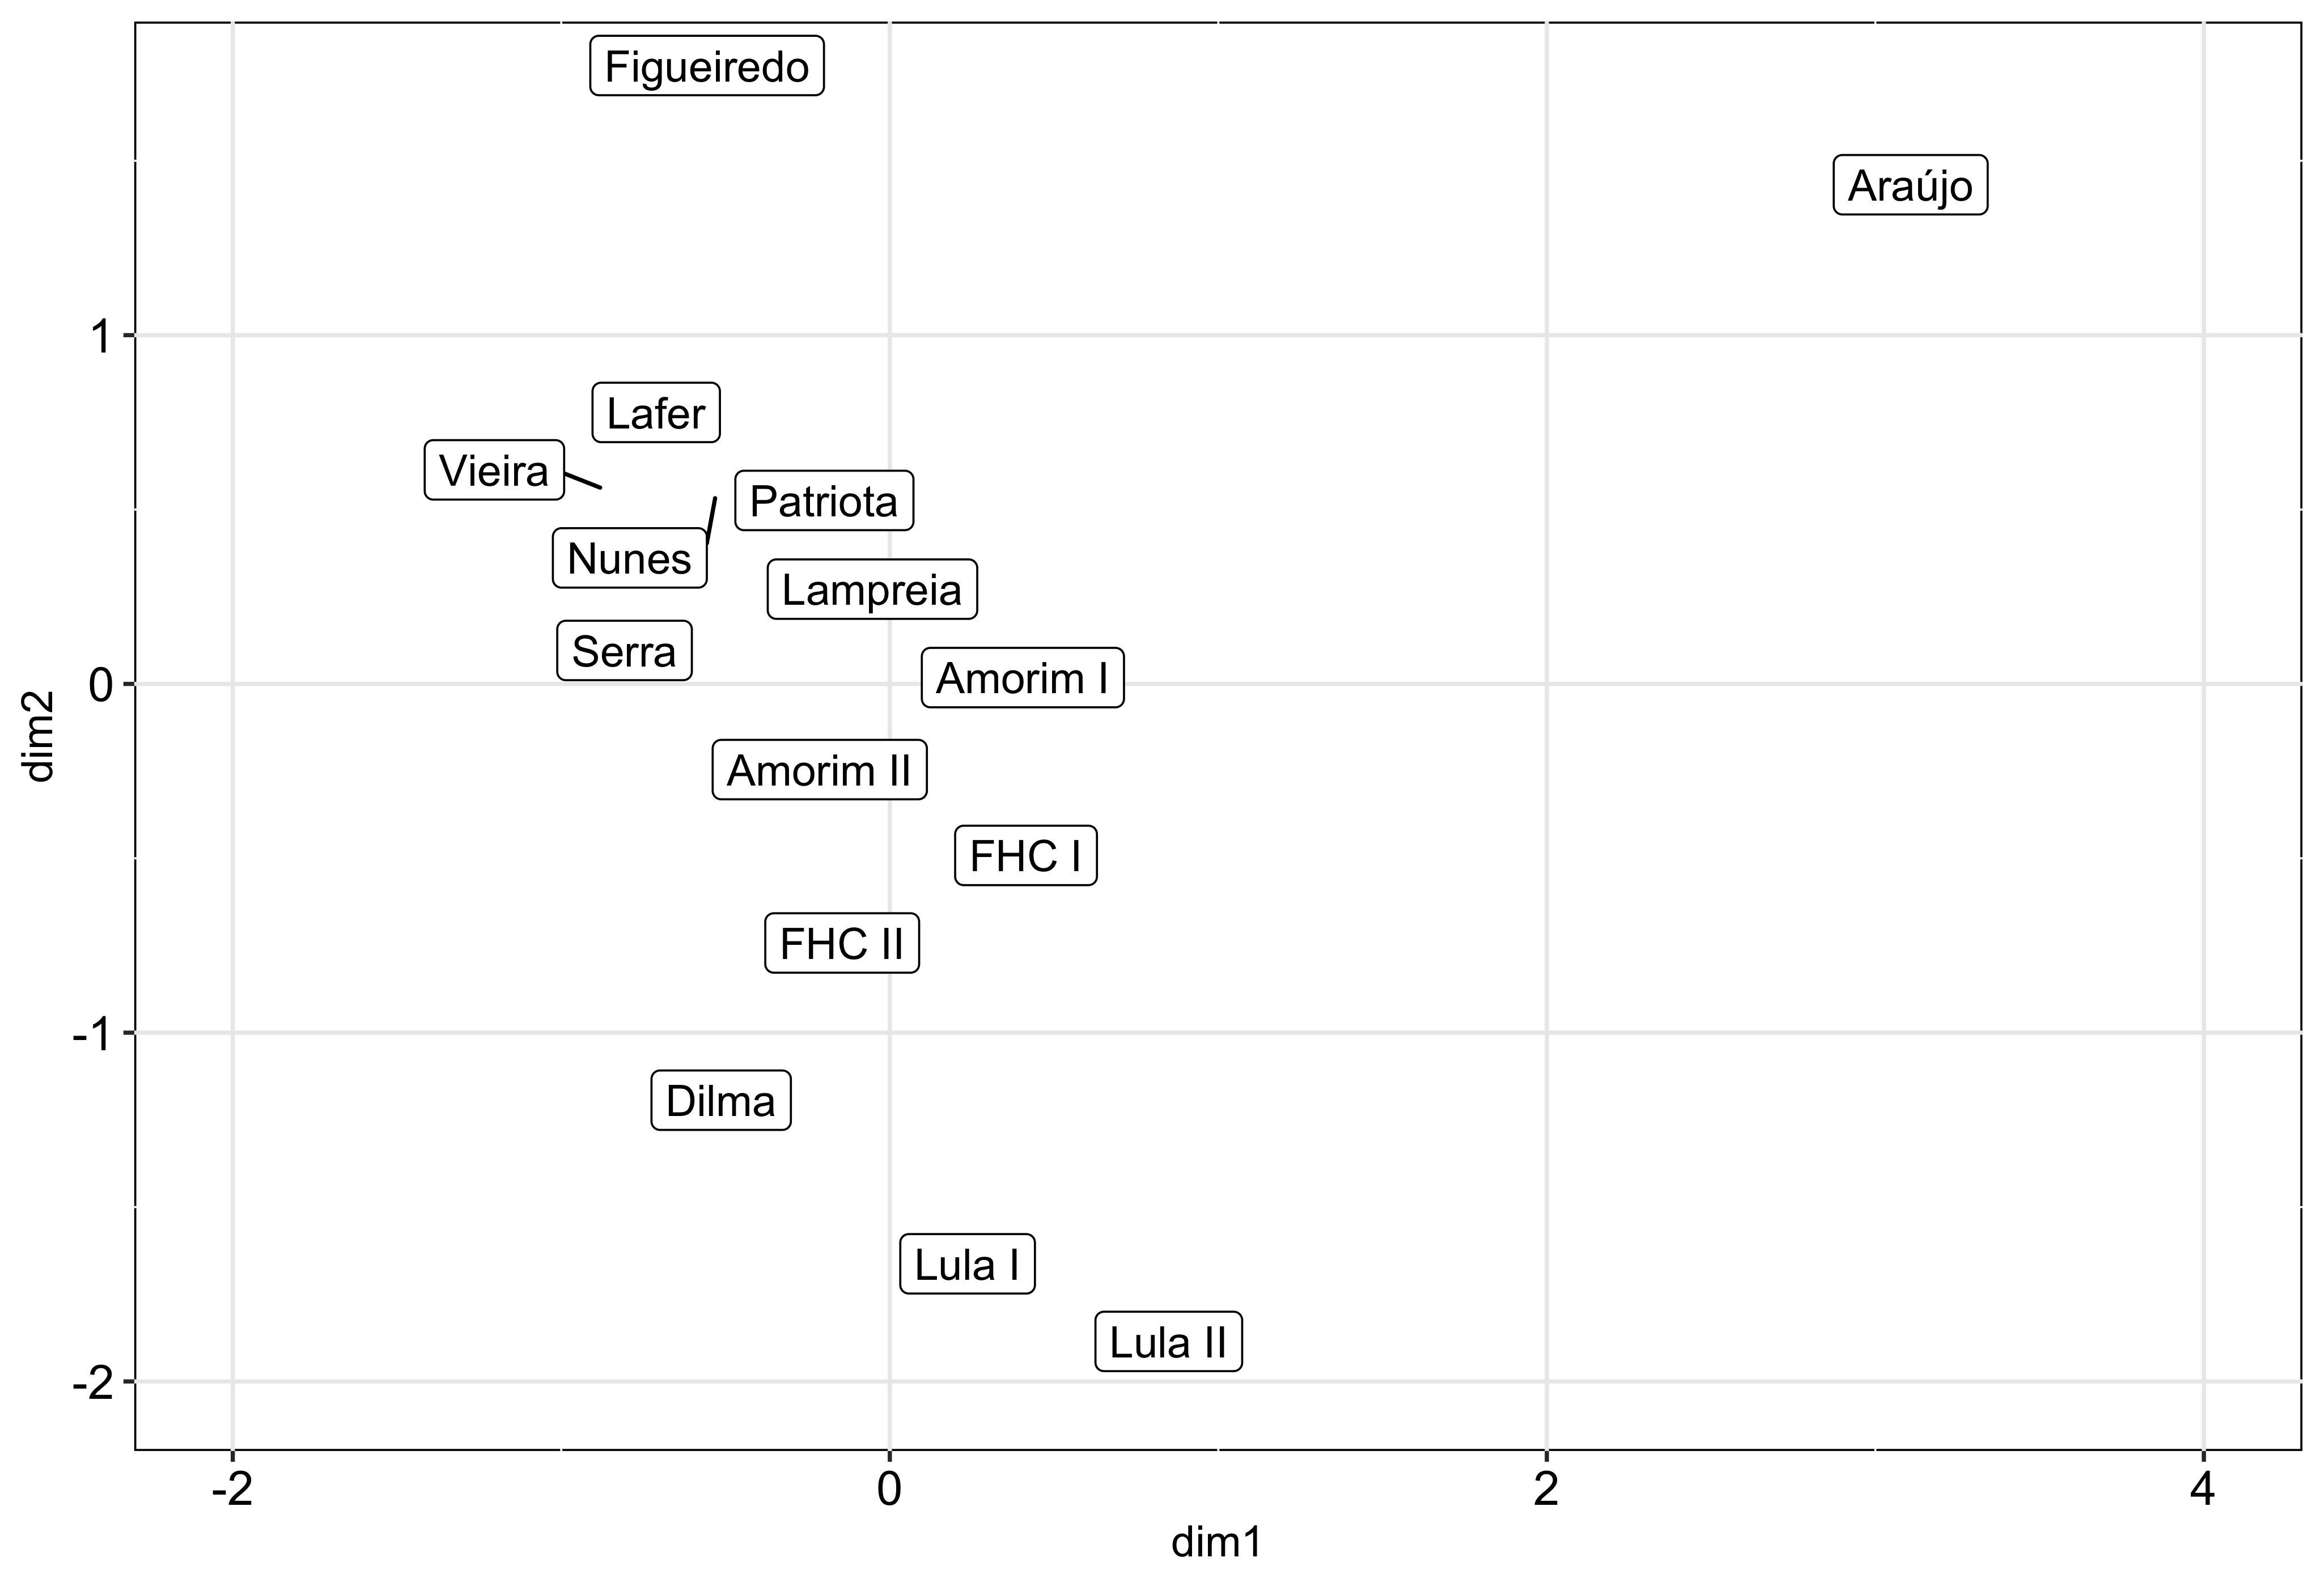 Figueiredo
Araújo
1
Lafer
Vieira
Patriota
Nunes
Lampreia
Serra
Amorim I
0
dim2
Amorim II
FHC I
FHC II
-1
Dilma
Lula I
Lula II
-2
-2 0 2 4
dim1